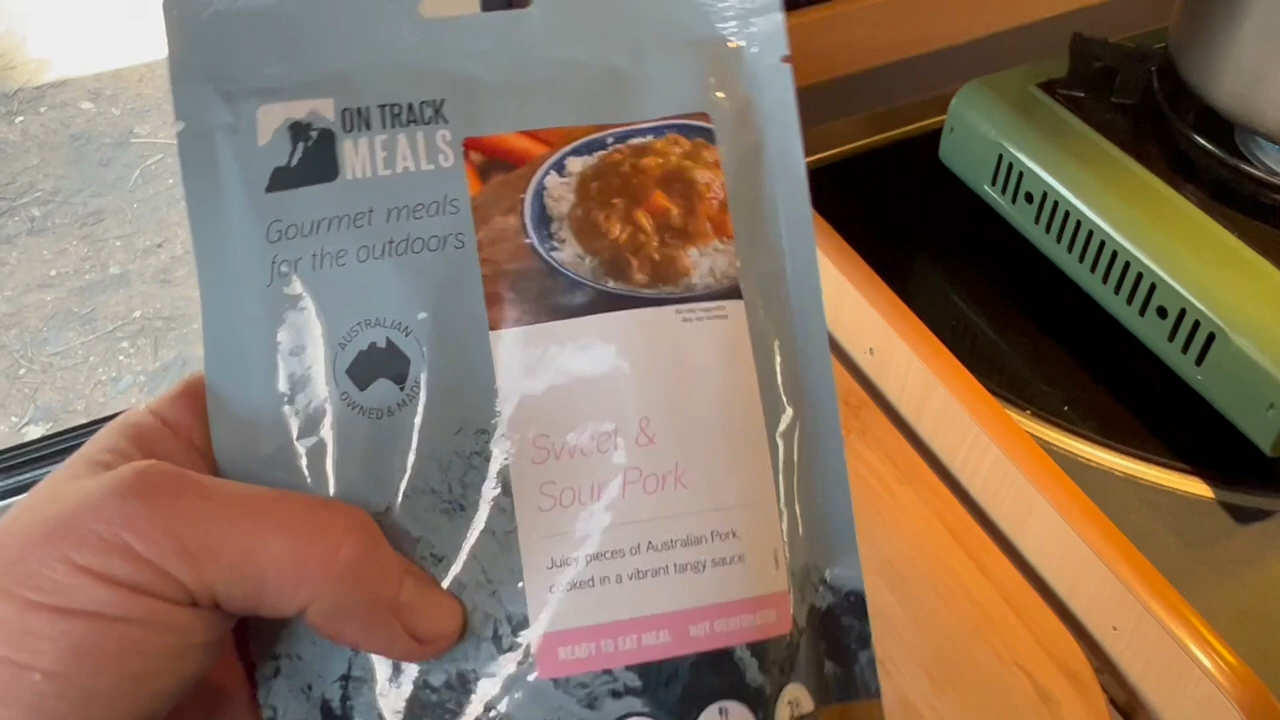 ON TRACK
MEALS
Gourmet meals
for the outdoors
AUSTRALIAN
OWNED & MADE
Sweet &
Sour Pork
Juicy pieces of Australian Pork,
cooked in a vibrant tangy sauce
READY TO EAT MEAL NOT DEHYDRATED